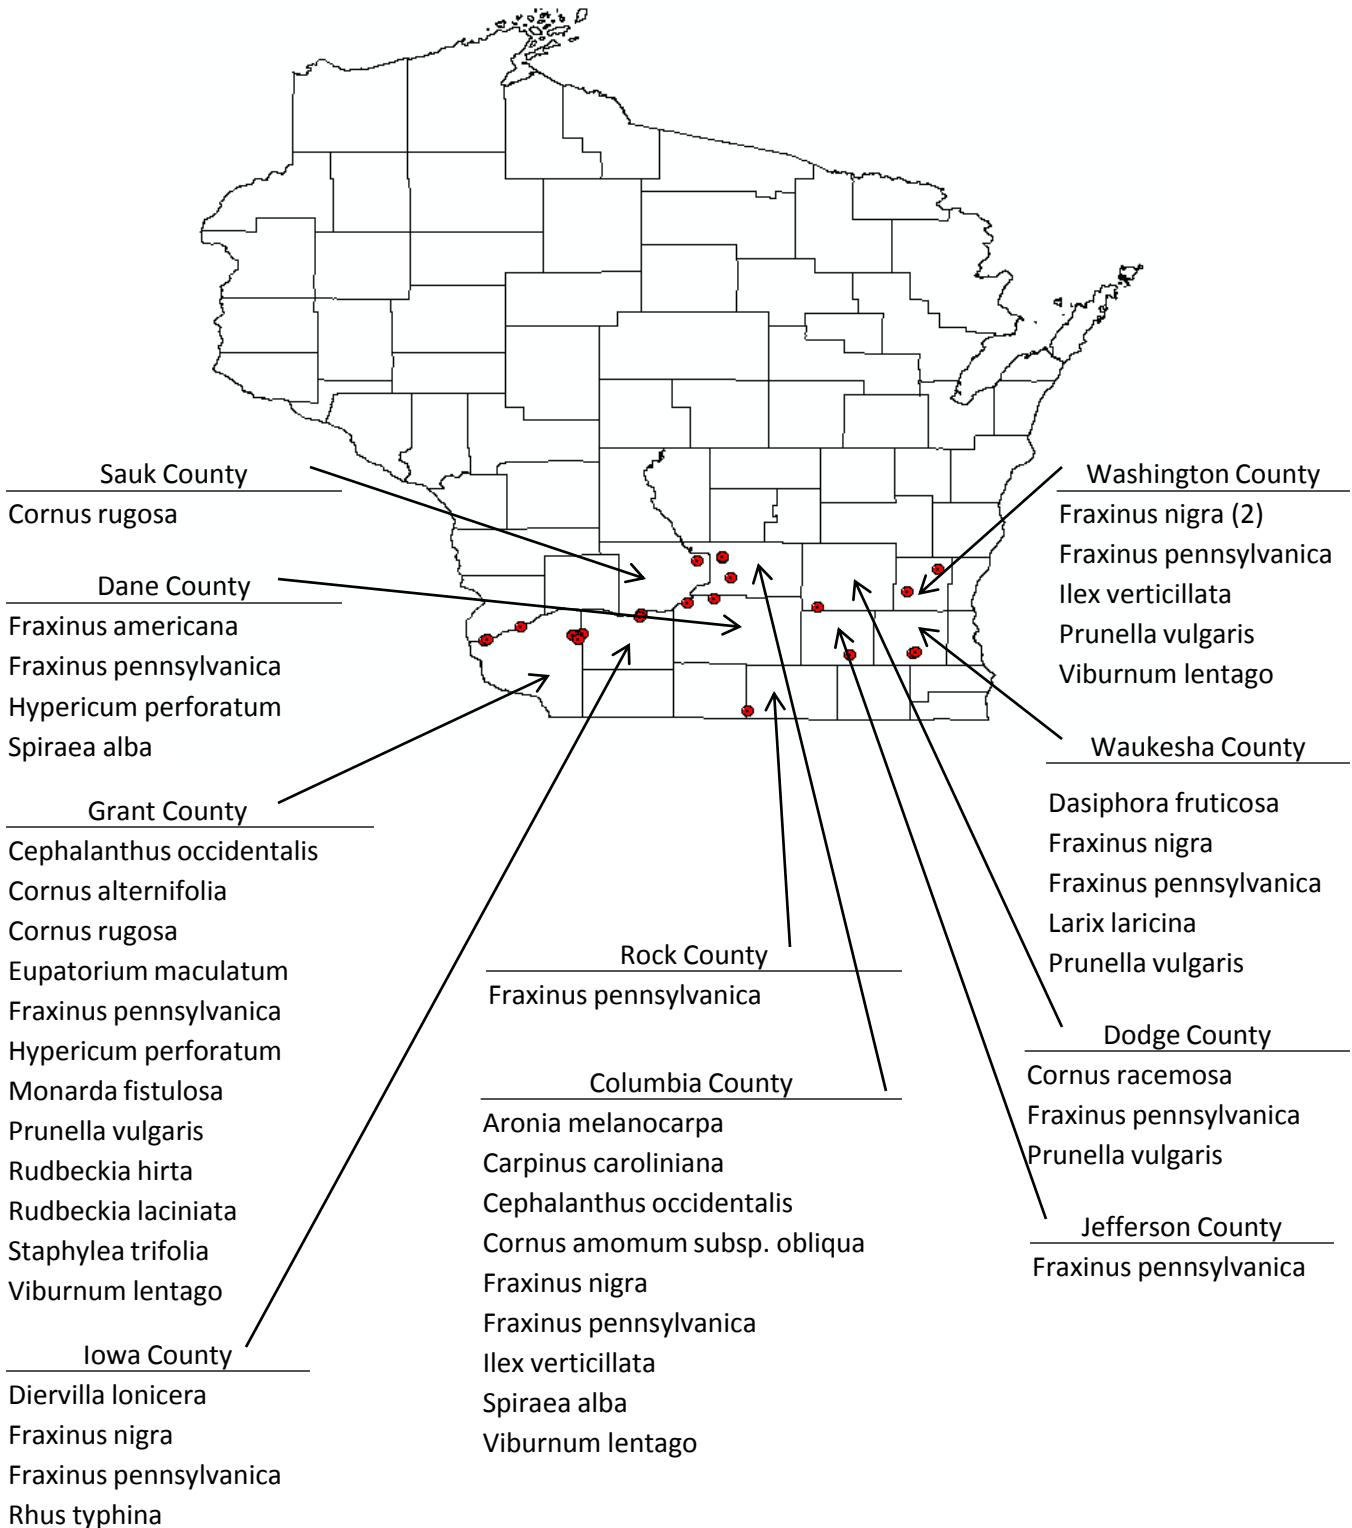 Sauk County
Cornus rugosa
Dane County
Fraxinus americana
Fraxinus pennsylvanica
Hypericum perforatum
Spiraea alba
Grant County
Cephalanthus occidentalis
Cornus alternifolia
Cornus rugosa
Eupatorium maculatum
Fraxinus pennsylvanica
Hypericum perforatum
Monarda fistulosa
Prunella vulgaris
Rudbeckia hirta
Rudbeckia laciniata
Staphylea trifolia
Viburnum lentago
Iowa County
Diervilla lonicera
Fraxinus nigra
Fraxinus pennsylvanica
Rhus typhina
Rock County
Fraxinus pennsylvanica
Columbia County
Aronia melanocarpa
Carpinus caroliniana
Cephalanthus occidentalis
Cornus amomum subsp. obliqua
Fraxinus nigra
Fraxinus pennsylvanica
Ilex verticillata
Spiraea alba
Viburnum lentago
Washington County
Fraxinus nigra (2)
Fraxinus pennsylvanica
Ilex verticillata
Prunella vulgaris
Viburnum lentago
Waukesha County
Dasiphora fruticosa
Fraxinus nigra
Fraxinus pennsylvanica
Larix laricina
Prunella vulgaris
Dodge County
Cornus racemosa
Fraxinus pennsylvanica
Prunella vulgaris
Jefferson County
Fraxinus pennsylvanica